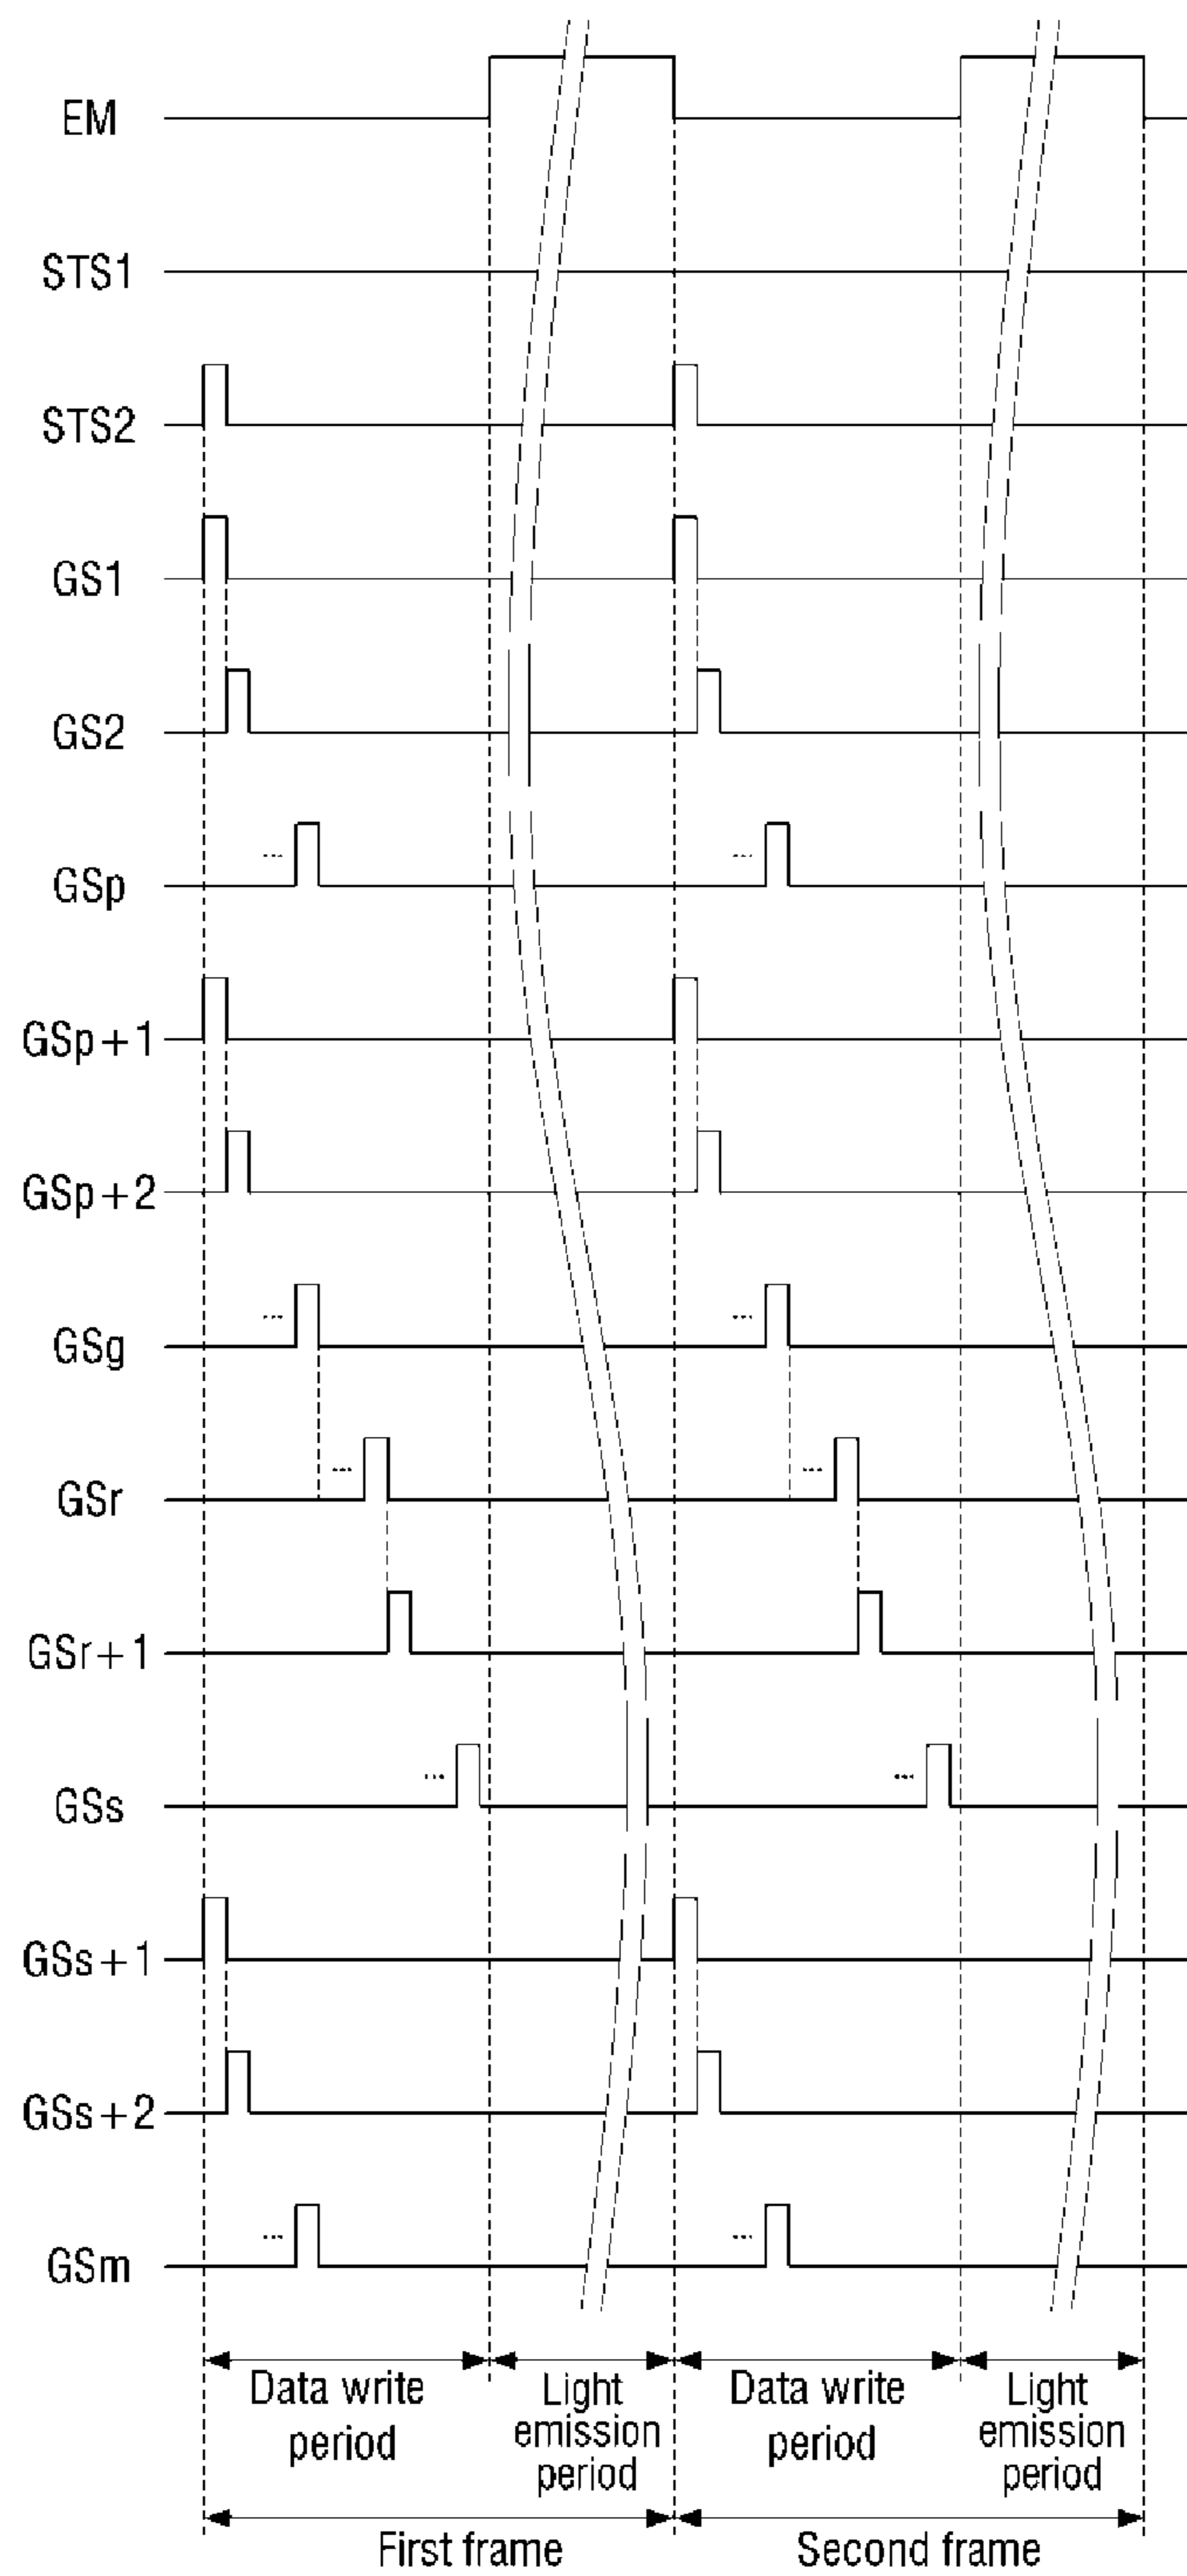 EM
STS1
STS2
GS1
GS2
GSp
...
...
GSp+1
GSp+2
GSg
...
...
GSr
...
...
GSr+1
GSs
...
...
GSs+1
GSs+2
GSm
...
...
Data write period
Light emission period
Data write period
Light emission period
First frame
Second frame